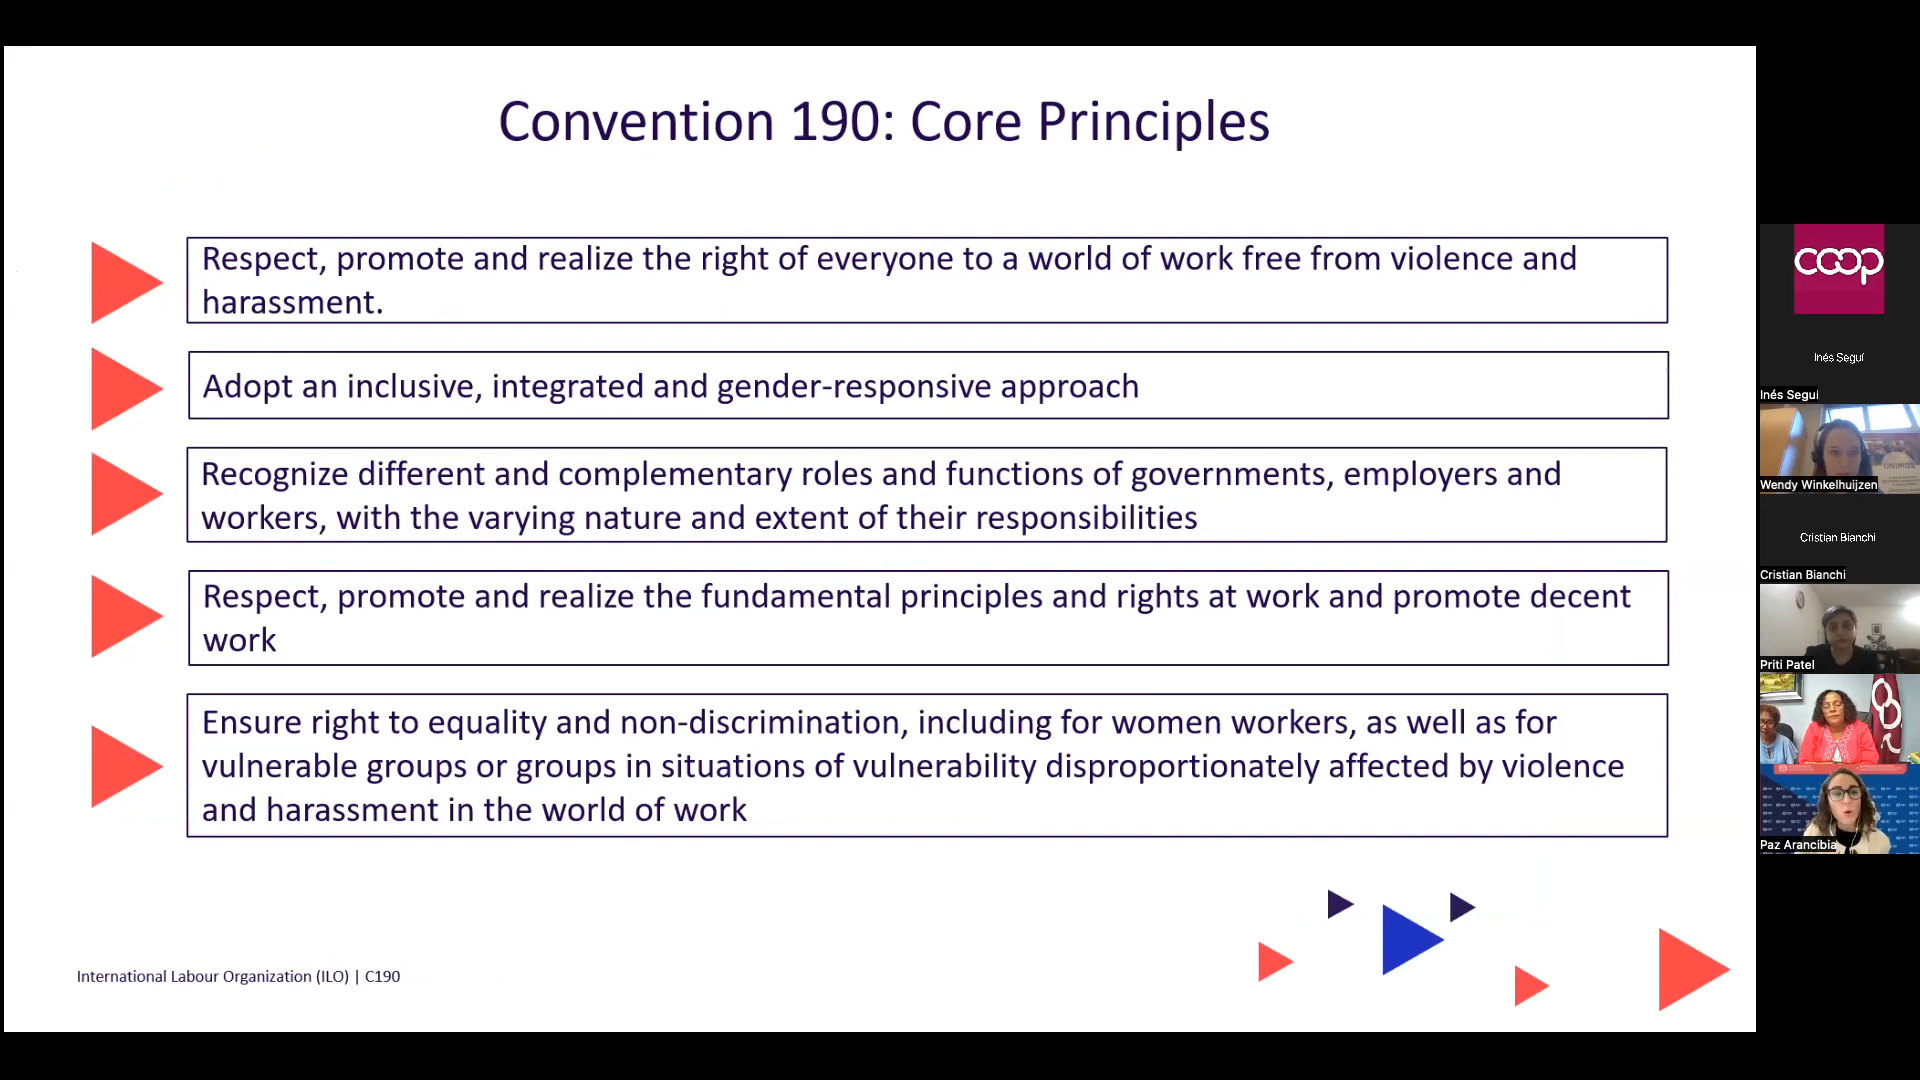 Convention 190: Core Principles
Respect, promote and realize the right of everyone to a world of work free from violence and
harassment.
Adopt an inclusive, integrated and gender-responsive approach
Recognize different and complementary roles and functions of governments, employers and
workers, with the varying nature and extent of their responsibilities
Respect, promote and realize the fundamental principles and rights at work and promote decent
work
Ensure right to equality and non-discrimination, including for women workers, as well as for
vulnerable groups or groups in situations of vulnerability disproportionately affected by violence
and harassment in the world of work
International Labour Organization (ILO) | C190
coop
Inés Seguí
Inés Seguí
Wendy Winkelhuijzen
Cristian Bianchi
Cristian Bianchi
Priti Patel
Paz Arancibia